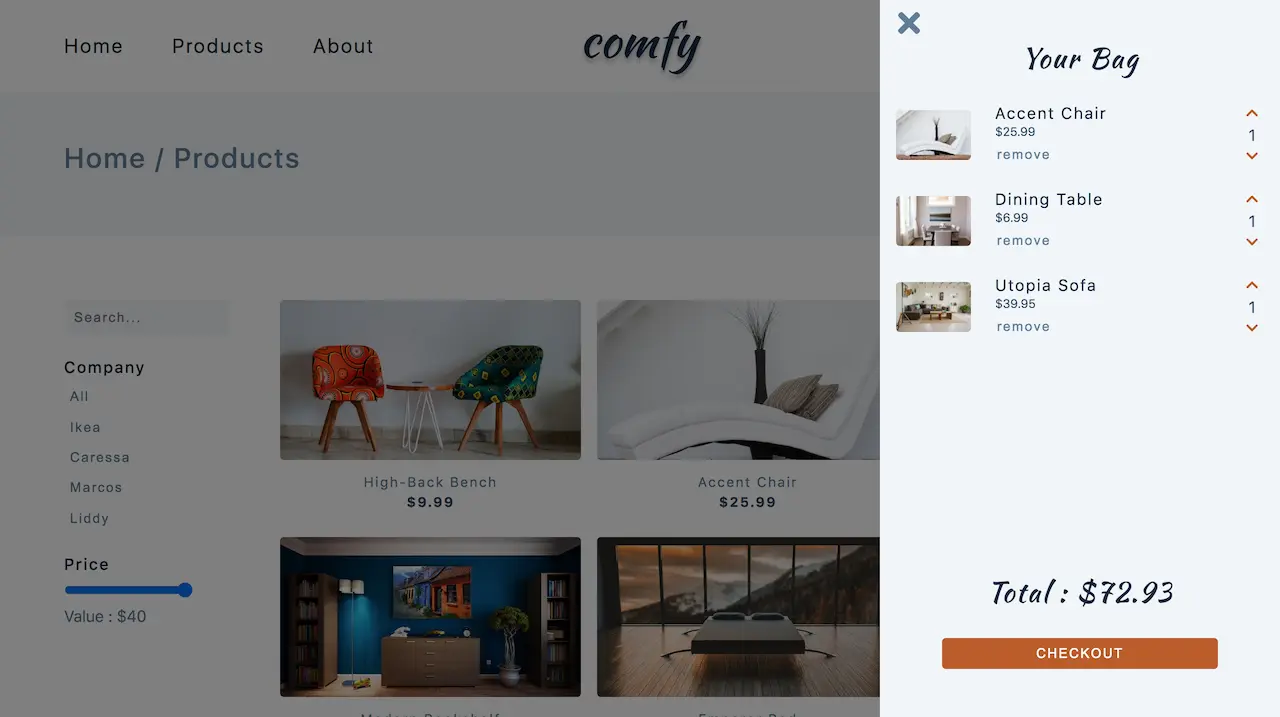 Home Products About
comfy
Home / Products
Search...
Company
All
Ikea
Caressa
Marcos
Liddy
Price
Value : $40
High-Back Bench
$9.99
Accent Chair
$25.99
Your Bag
Accent Chair
$25.99
remove
1
Dining Table
$6.99
remove
1
Utopia Sofa
$39.95
remove
1
Total : $72.93
CHECKOUT